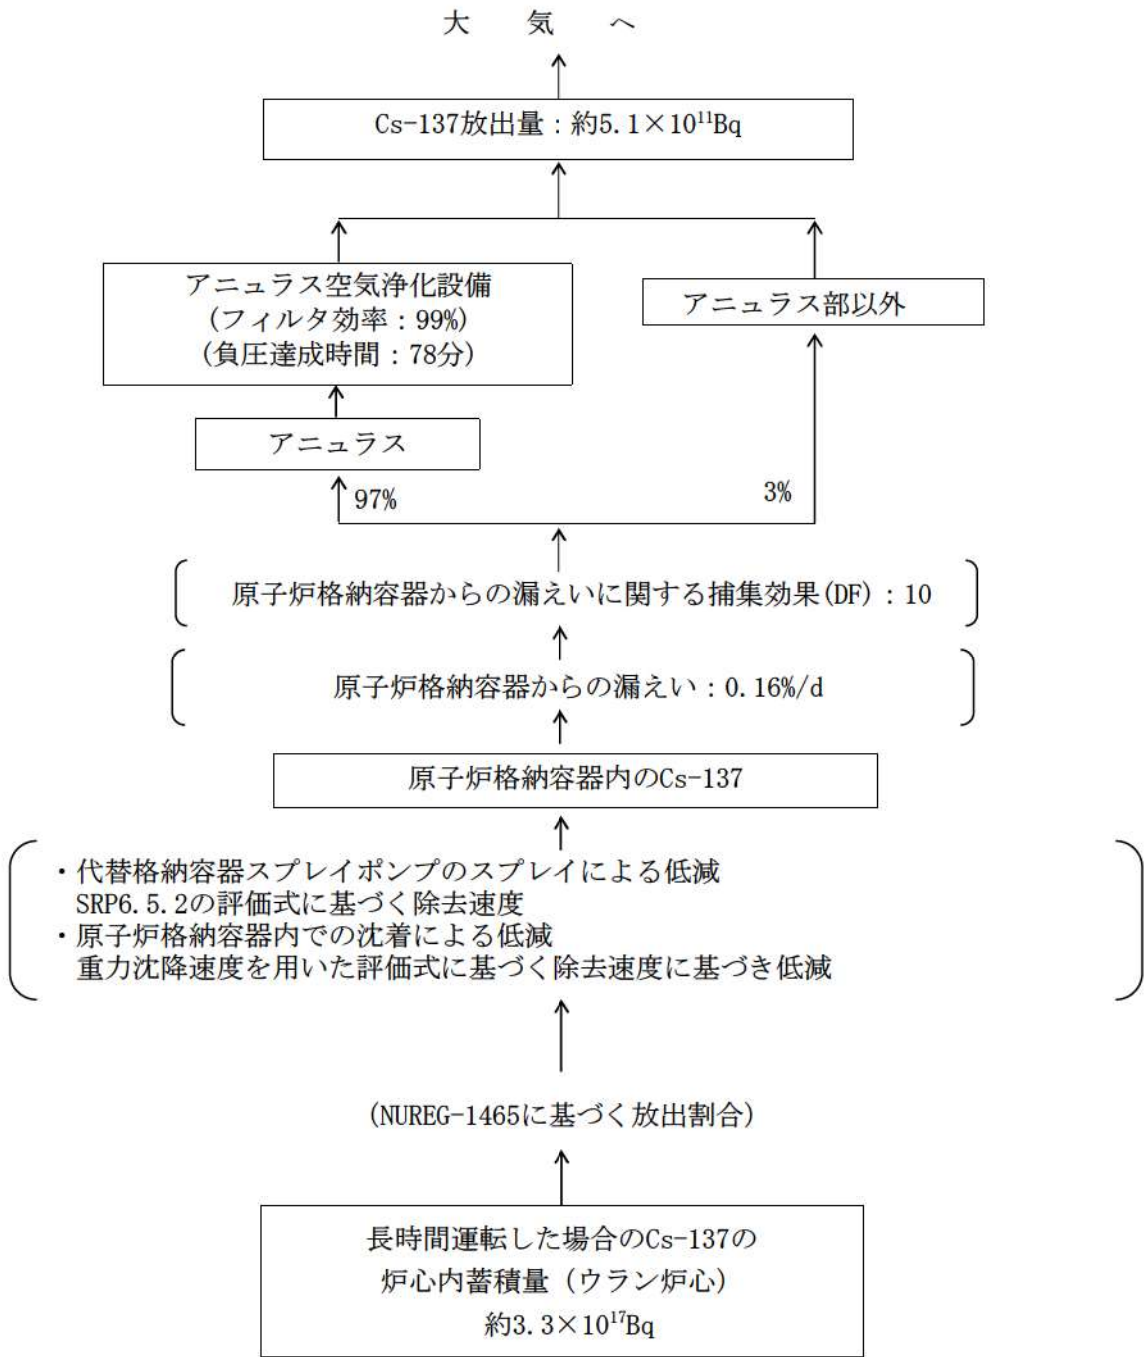 大 気 へ
Cs-137放出量：約5.1×10¹¹Bq
アニュラス空気浄化設備
(フィルタ効率：99%)
(負圧達成時間：78分)
アニュラス部以外
アニュラス
97%
3%
原子炉格納容器からの漏えいに関する捕集効果(DF)：10
原子炉格納容器からの漏えい：0.16%/d
原子炉格納容器内のCs-137
・代替格納容器スプレイポンプのスプレイによる低減
SRP6.5.2の評価式に基づく除去速度
・原子炉格納容器内での沈着による低減
重力沈降速度を用いた評価式に基づく除去速度に基づき低減
(NUREG-1465に基づく放出割合)
長時間運転した場合のCs-137の
炉心内蓄積量（ウラン炉心）
約3.3×10¹⁷Bq